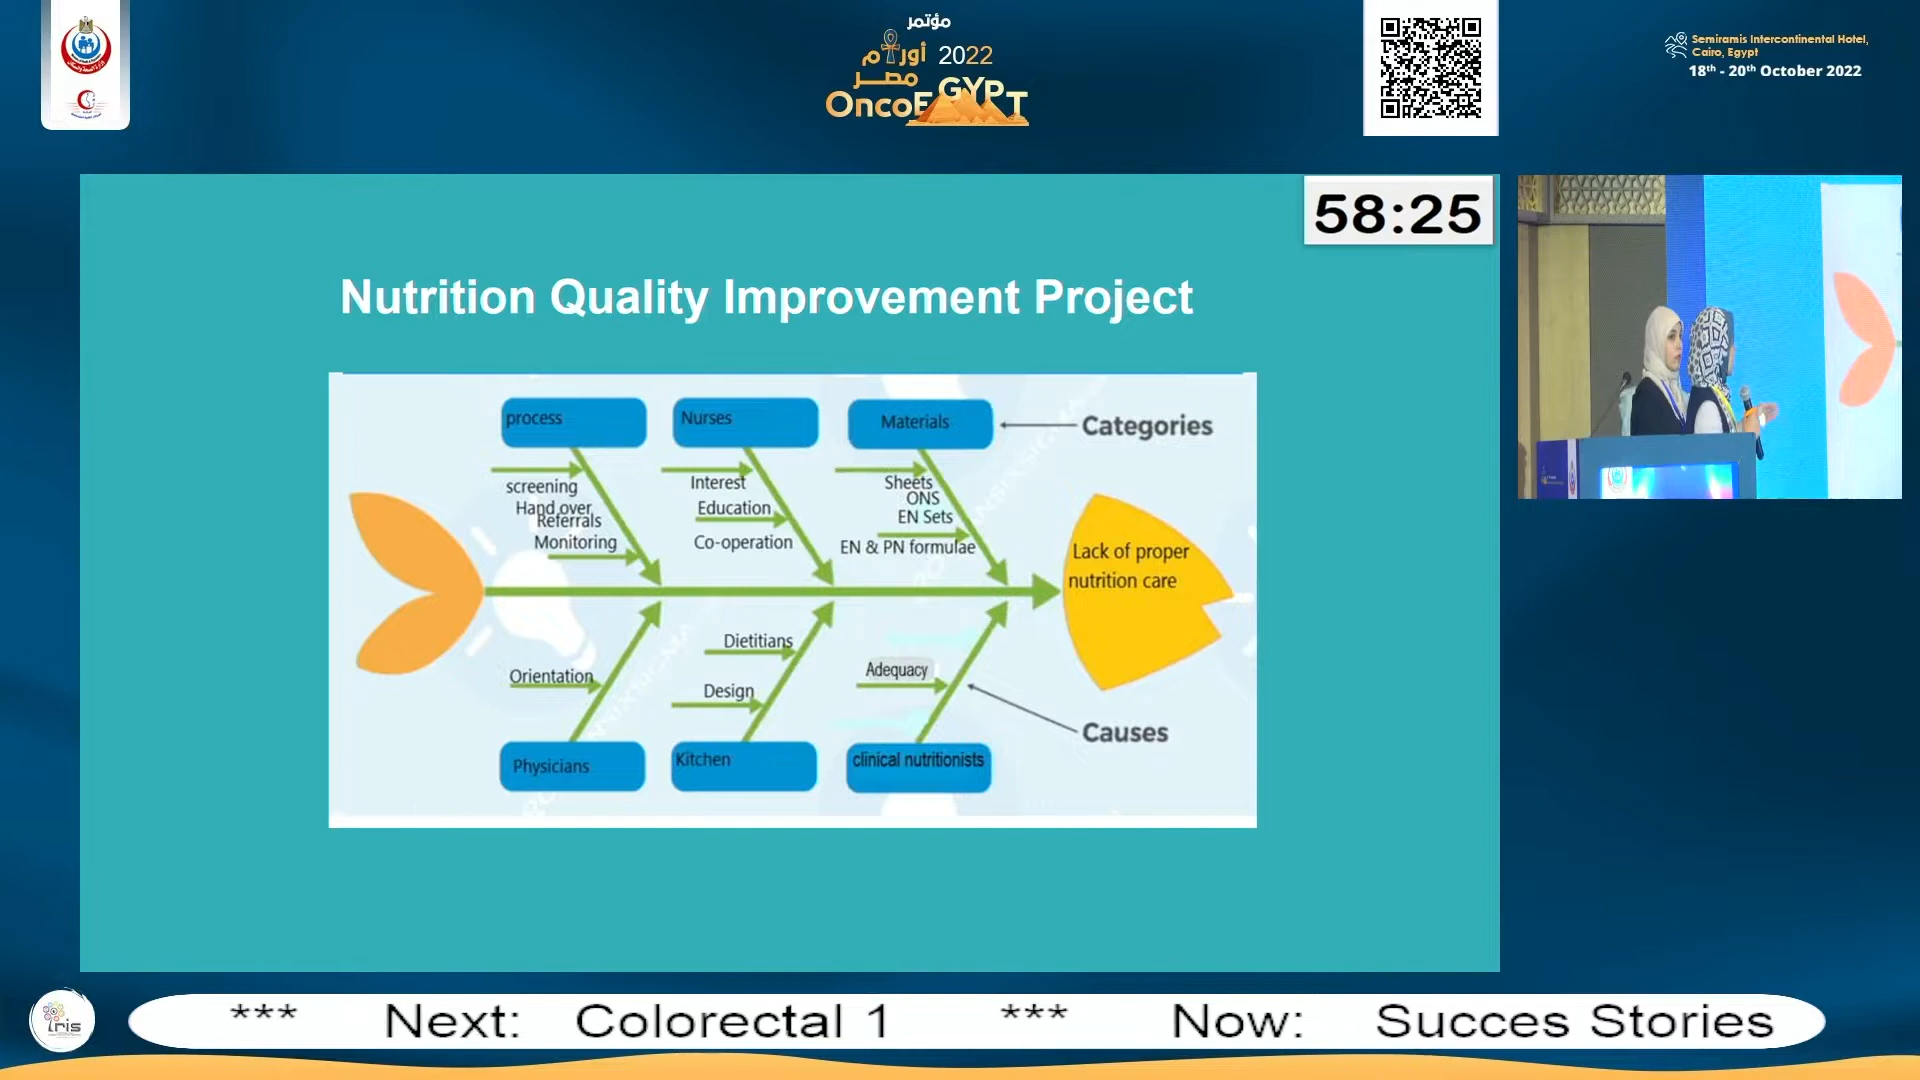 مؤتمر
أورام 2022
مصر
OncoEGYPT
Semiramis Intercontinental Hotel,
Cairo, Egypt
18th - 20th October 2022
58:25
Nutrition Quality Improvement Project
process
Nurses
Materials
Categories
screening
Hand over
Referrals
Monitoring
Interest
Education
Co-operation
Sheets
ONS
EN Sets
EN & PN formulae
Lack of proper
nutrition care
Orientation
Dietitians
Design
Adequacy
Causes
Physicians
Kitchen
clinical nutritionists
iris
*** Next: Colorectal 1 *** Now: Succes Stories